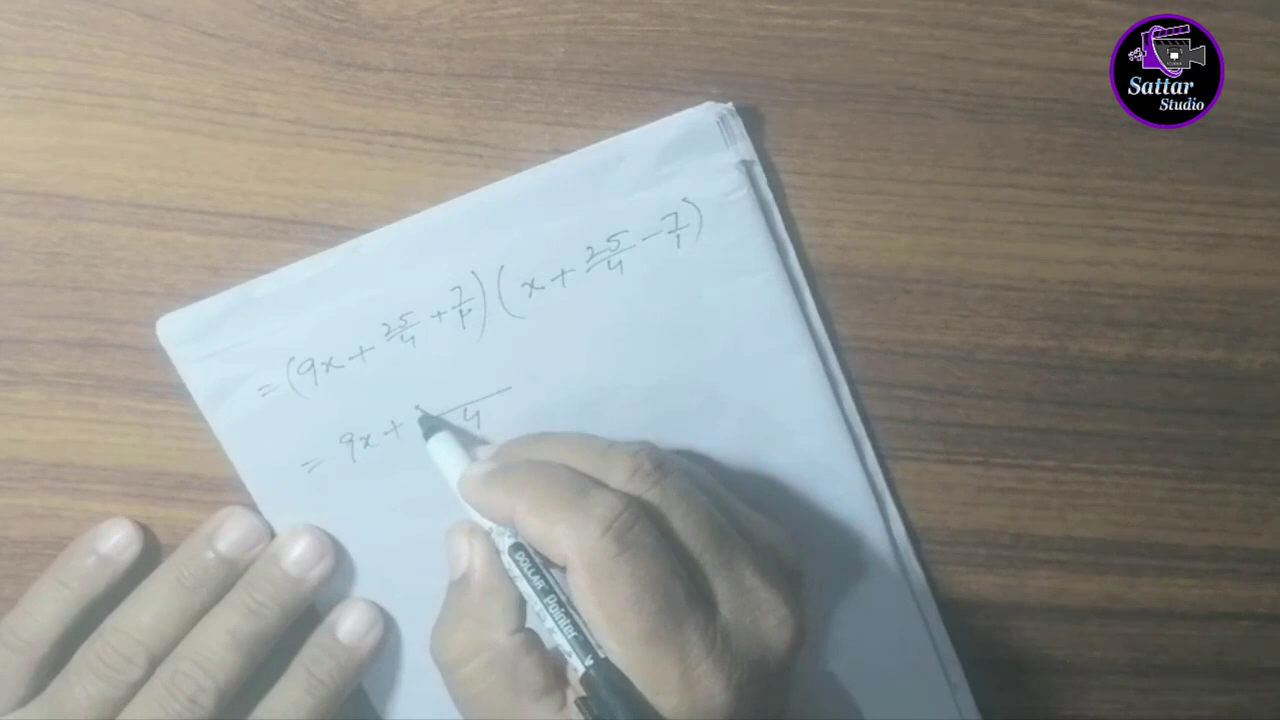 Sattar
Studio
= (9x + 25/4 + 7/1) (x + 25/4 - 7/1)
= 9x + /4
DOLLAR Pointer